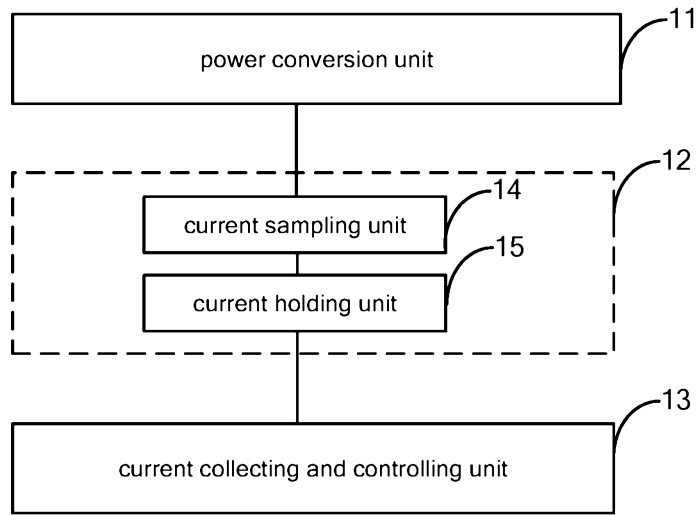 11
power conversion unit
12
14
current sampling unit
15
current holding unit
13
current collecting and controlling unit